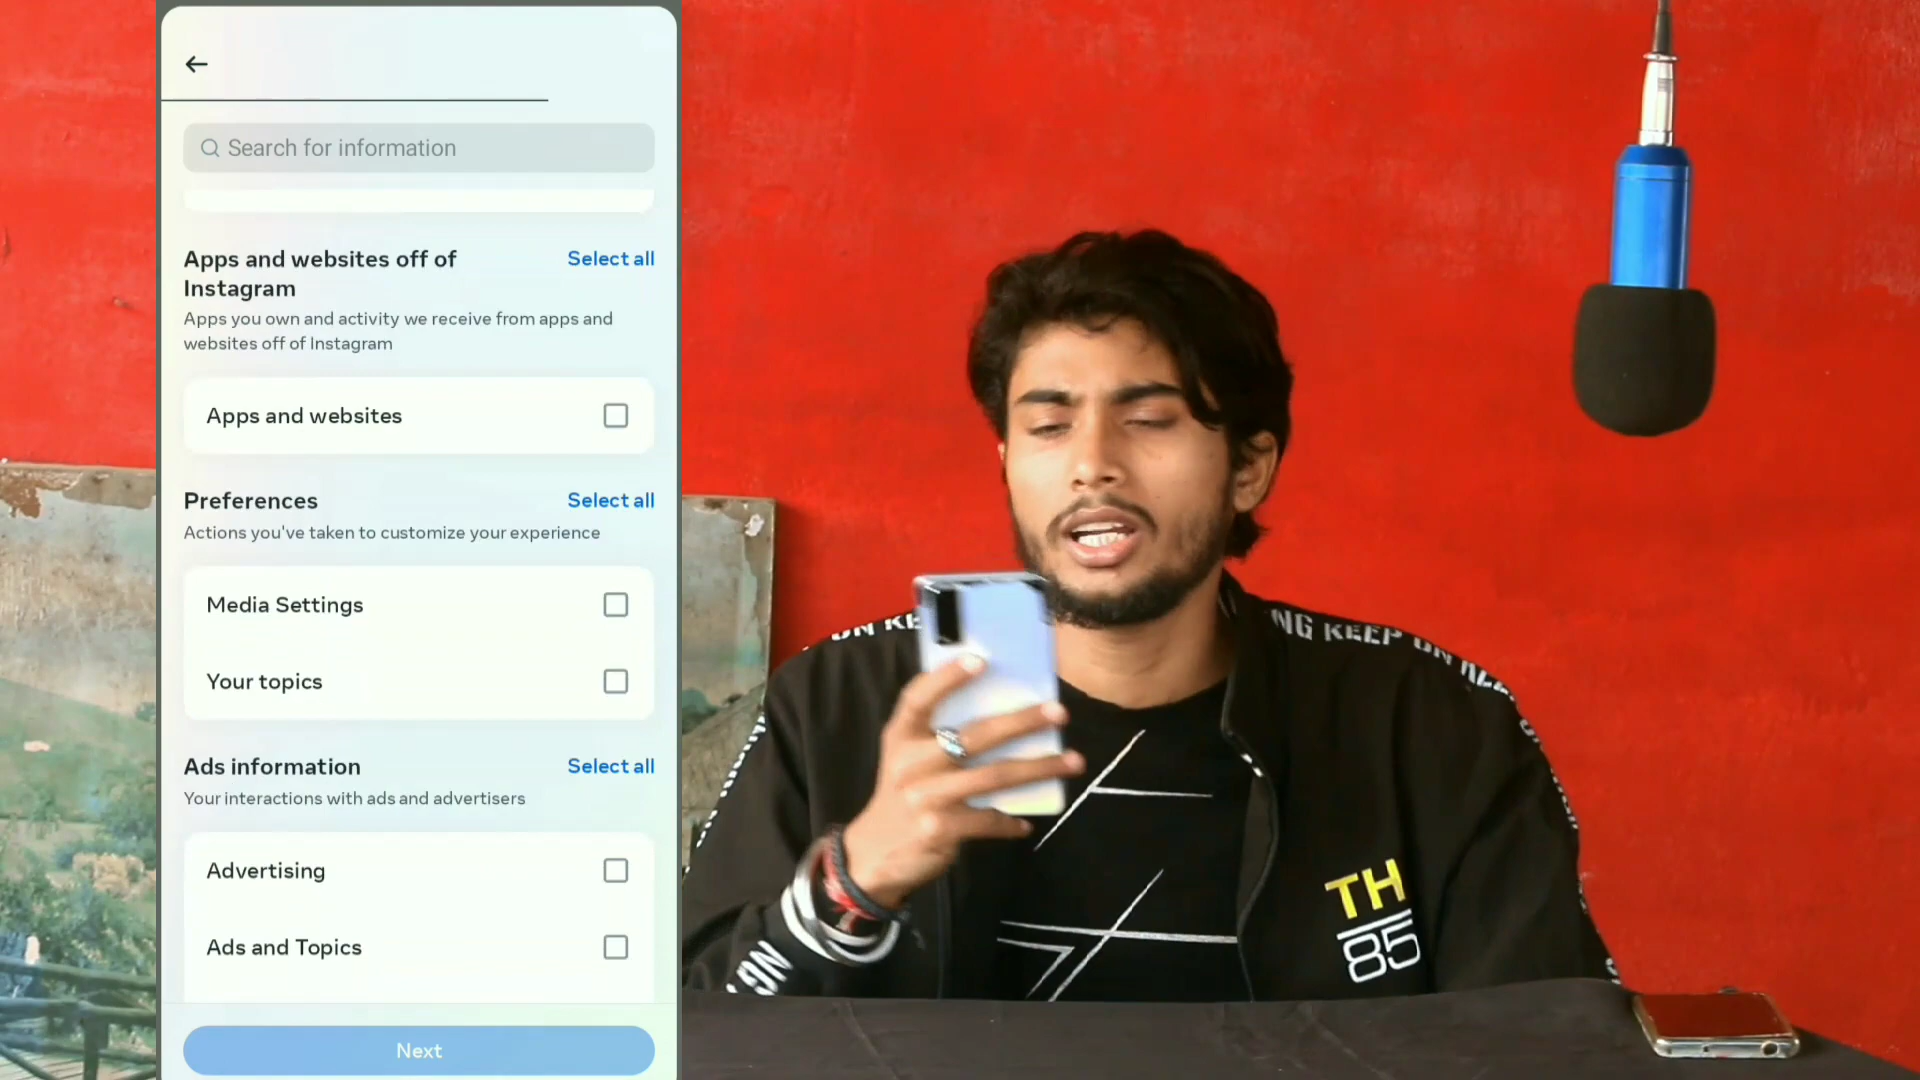 Search for information
Apps and websites off of
Instagram
Select all
Apps you own and activity we receive from apps and
websites off of Instagram
Apps and websites
Preferences
Select all
Actions you've taken to customize your experience
Media Settings
Your topics
Ads information
Select all
Your interactions with ads and advertisers
Advertising
Ads and Topics
Next
NG KEEP ON
TH
85